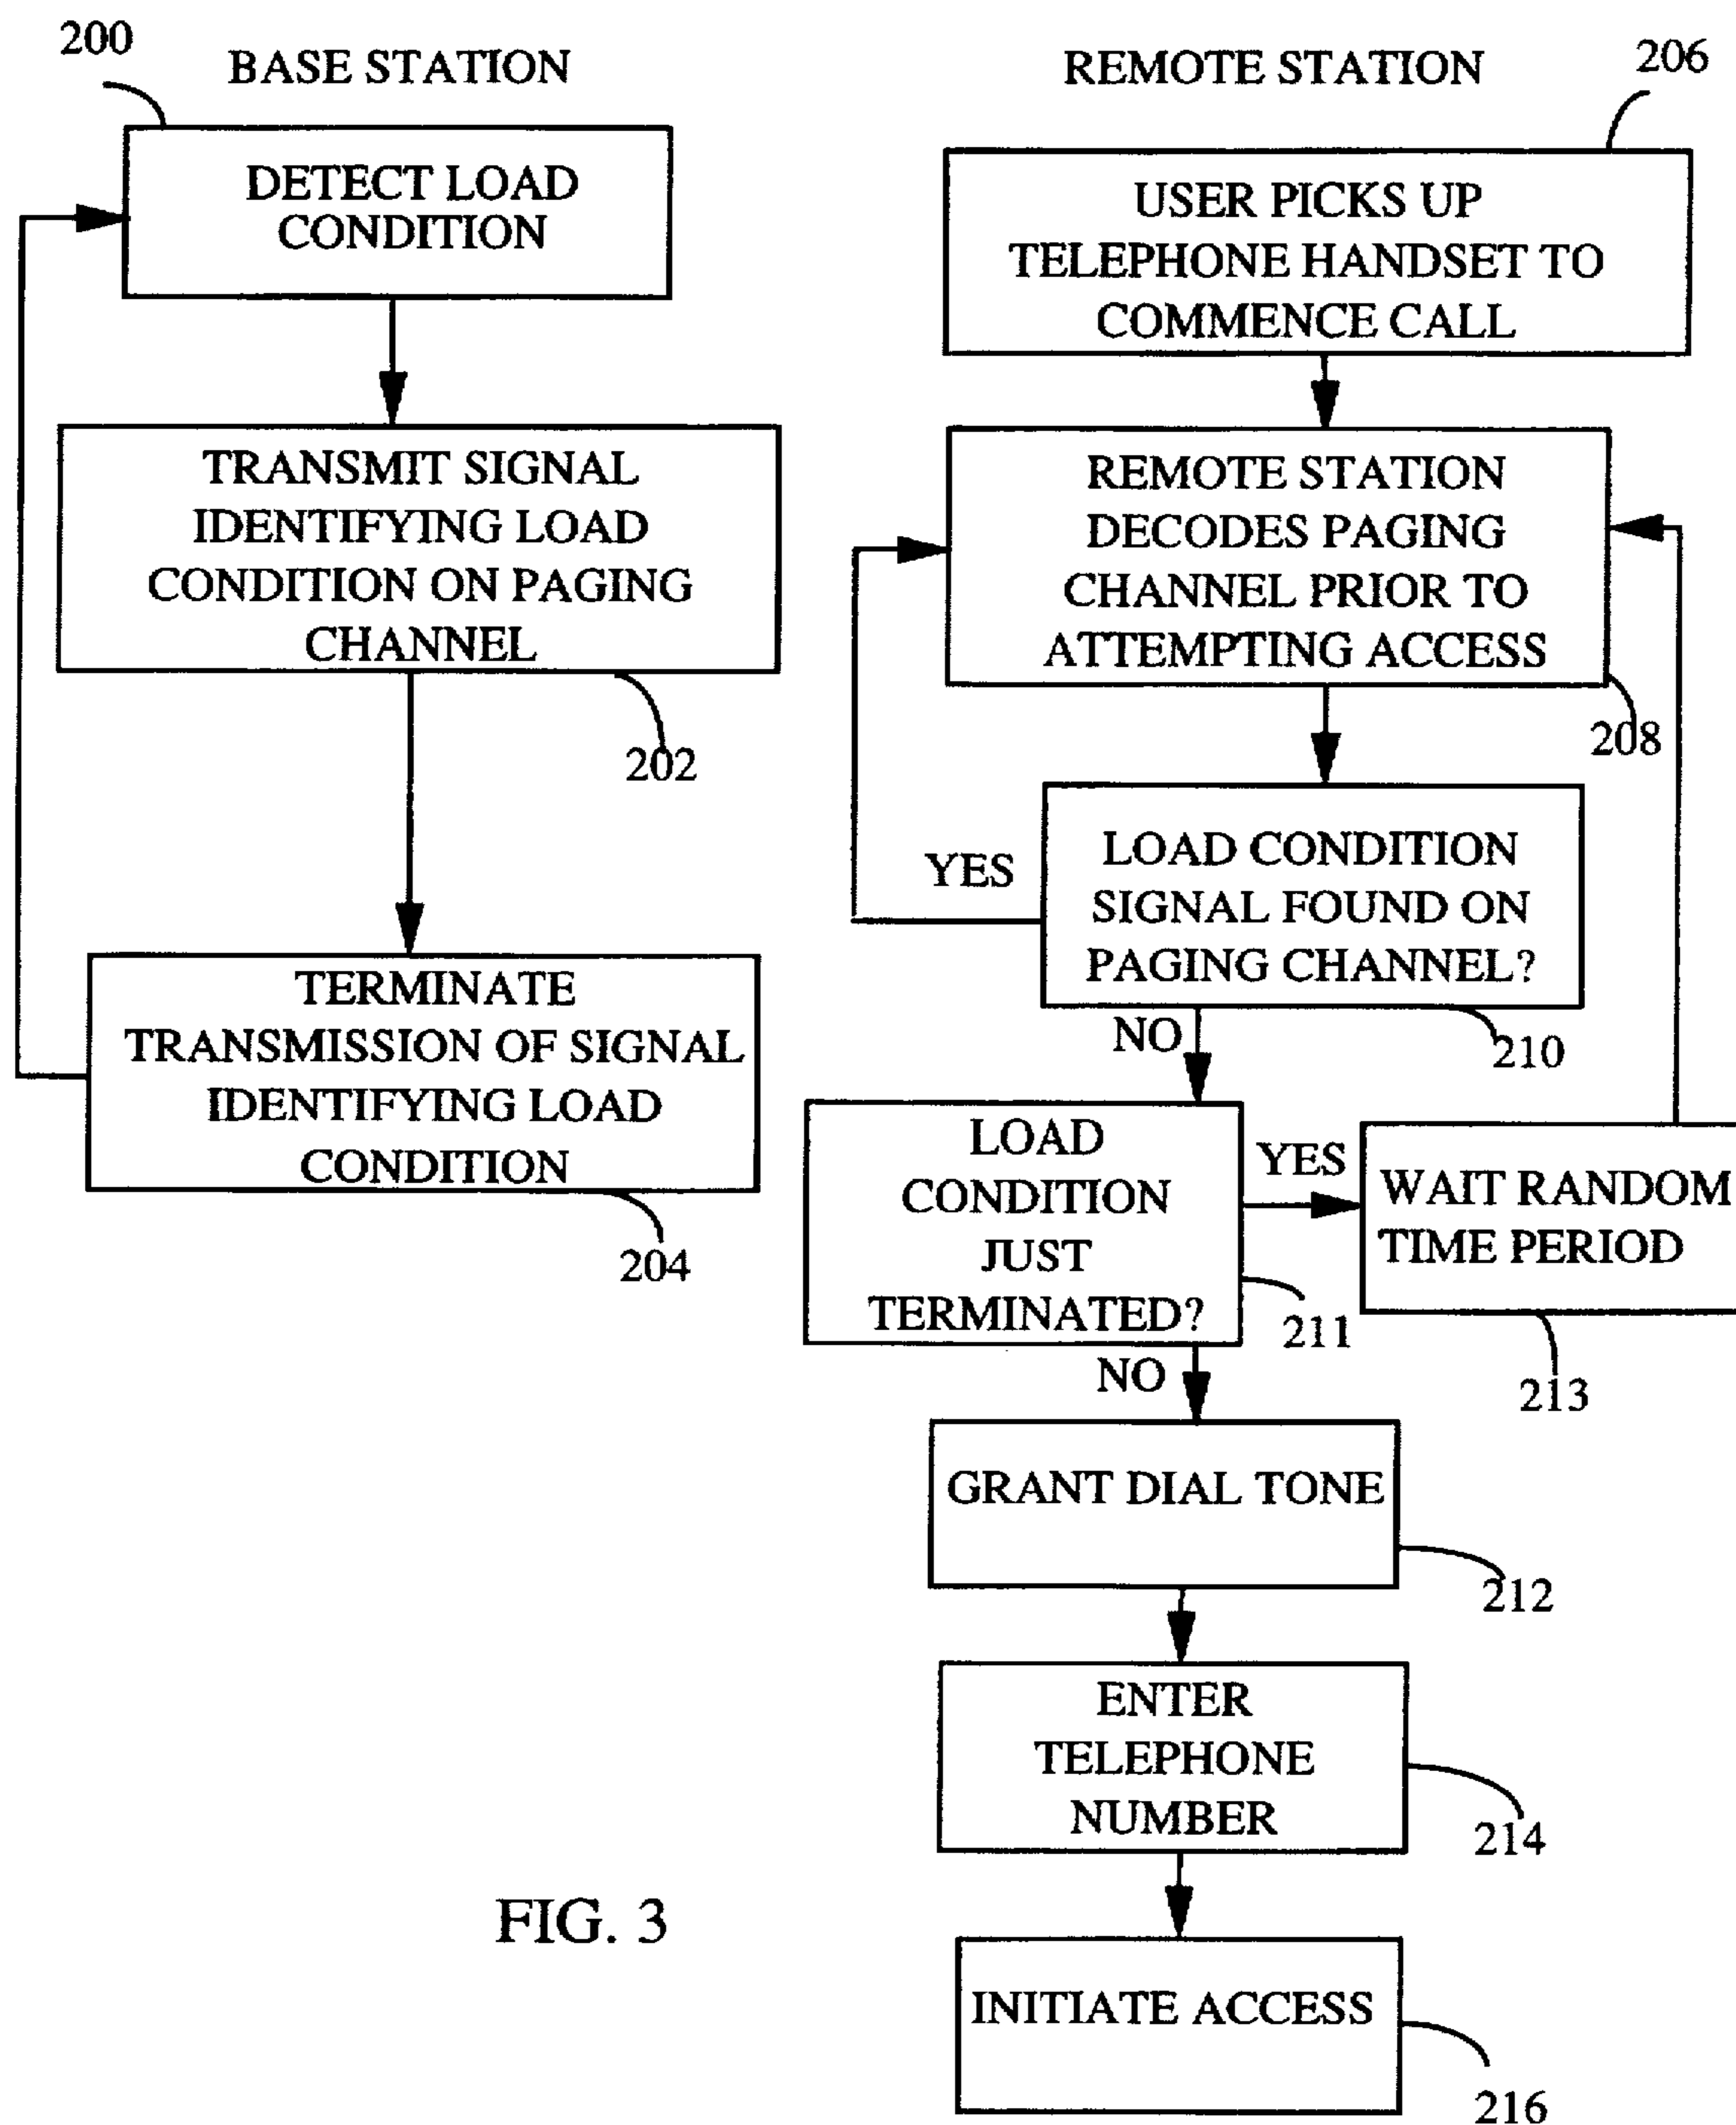 200
BASE STATION
DETECT LOAD
CONDITION
TRANSMIT SIGNAL
IDENTIFYING LOAD
CONDITION ON PAGING
CHANNEL
202
TERMINATE
TRANSMISSION OF SIGNAL
IDENTIFYING LOAD
CONDITION
204
REMOTE STATION
206
USER PICKS UP
TELEPHONE HANDSET TO
COMMENCE CALL
REMOTE STATION
DECODES PAGING
CHANNEL PRIOR TO
ATTEMPTING ACCESS
208
YES
LOAD CONDITION
SIGNAL FOUND ON
PAGING CHANNEL?
NO
210
LOAD
CONDITION
JUST
TERMINATED?
YES
211
WAIT RANDOM
TIME PERIOD
213
NO
GRANT DIAL TONE
212
ENTER
TELEPHONE
NUMBER
214
INITIATE ACCESS
216
FIG. 3